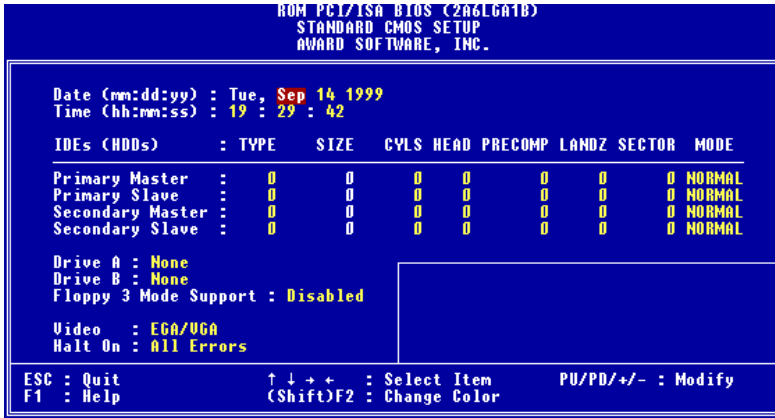 ROM PCI/ISA BIOS (2A6LGA1B)
STANDARD CMOS SETUP
AWARD SOFTWARE, INC.
Date (mm:dd:yy) : Tue, Sep 14 1999
Time (hh:mm:ss) : 19 : 29 : 42
IDEs (HDDs) : TYPE SIZE CYLS HEAD PRECOMP LANDZ SECTOR MODE
Primary Master : 0 0 0 0 0 0 0 NORMAL
Primary Slave : 0 0 0 0 0 0 0 NORMAL
Secondary Master : 0 0 0 0 0 0 0 NORMAL
Secondary Slave : 0 0 0 0 0 0 0 NORMAL
Drive A : None
Drive B : None
Floppy 3 Mode Support : Disabled
Video : EGA/VGA
Halt On : All Errors
ESC : Quit ↑ ↓ → ← : Select Item PU/PD/+/- : Modify
F1 : Help (Shift)F2 : Change Color